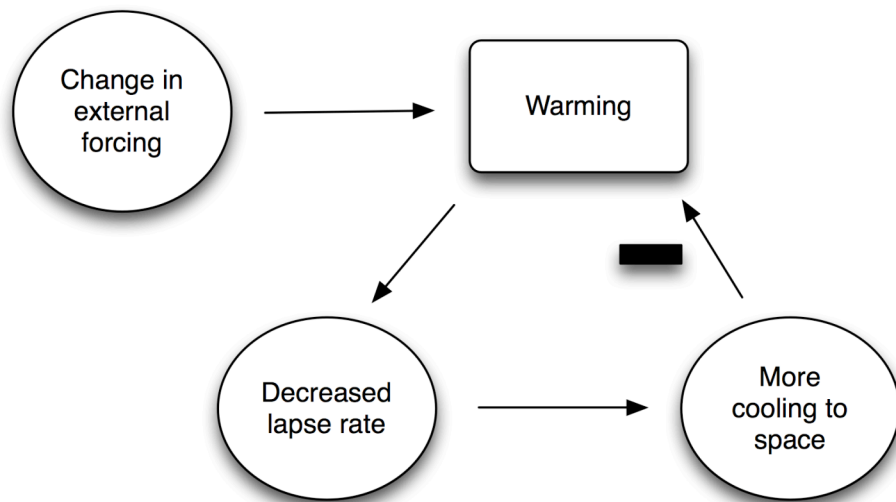 Change in
external
forcing
Warming
Decreased
lapse rate
More
cooling to
space